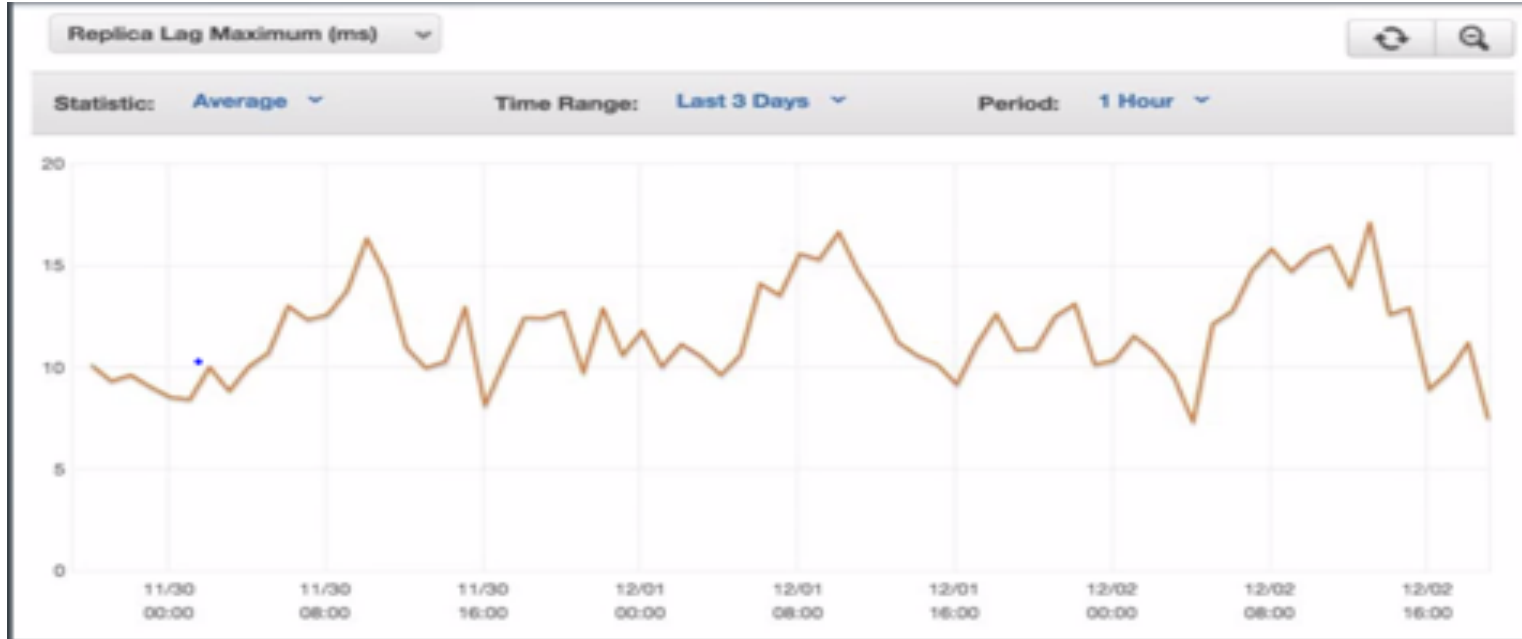 Replica Lag Maximum (ms)
Statistic: Average Time Range: Last 3 Days Period: 1 Hour
20
15
10
5
0
11/30 11/30 11/30 12/01 12/01 12/01 12/02 12/02 12/02
00:00 08:00 16:00 00:00 08:00 16:00 00:00 08:00 16:00